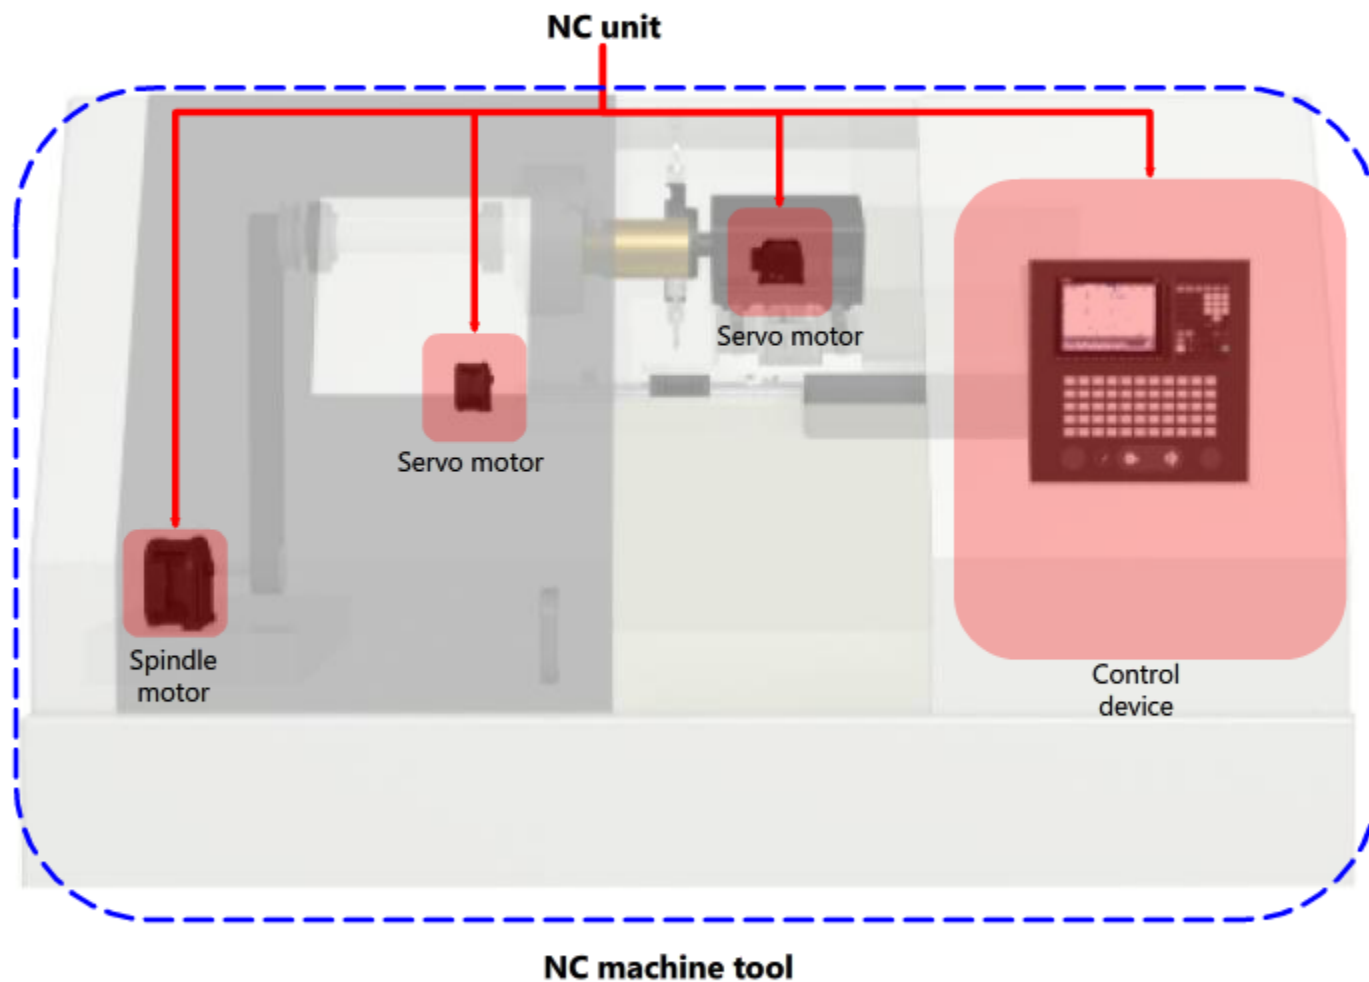 NC unit
Servo motor
Servo motor
Spindle
motor
Control
device
NC machine tool